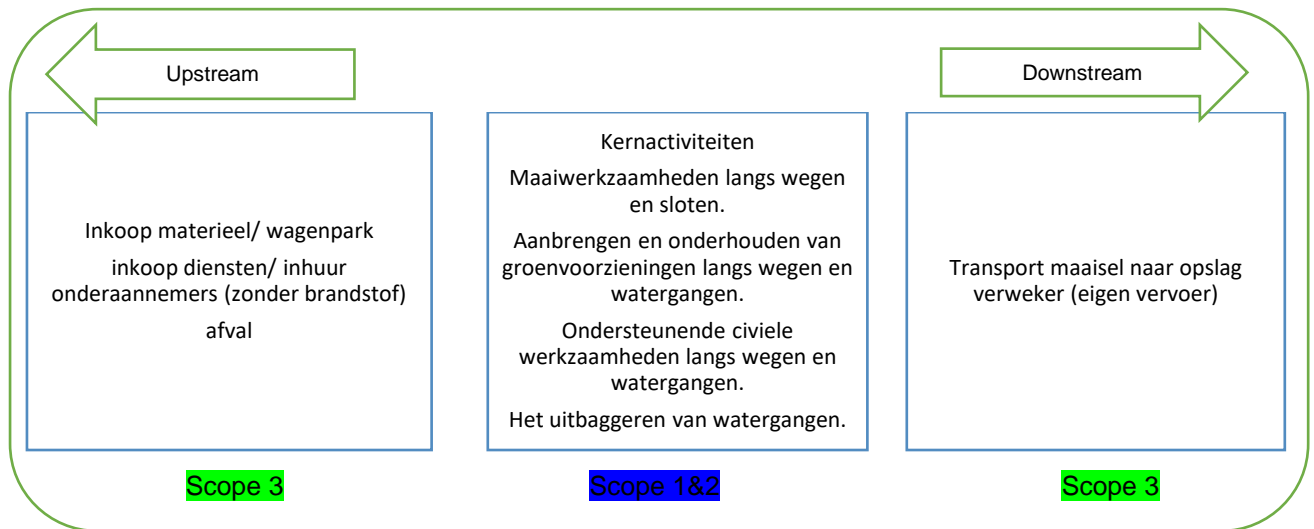 Upstream
Downstream
Inkoop materieel/ wagenpark
inkoop diensten/ inhuur
onderaannemers (zonder brandstof)
afval
Kernactiviteiten
Maaiwerkzaamheden langs wegen
en sloten.
Aanbrengen en onderhouden van
groenvoorzieningen langs wegen en
watergangen.
Ondersteunende civiele
werkzaamheden langs wegen en
watergangen.
Het uitbaggeren van watergangen.
Transport maaisel naar opslag
verweker (eigen vervoer)
Scope 3
Scope 1&2
Scope 3